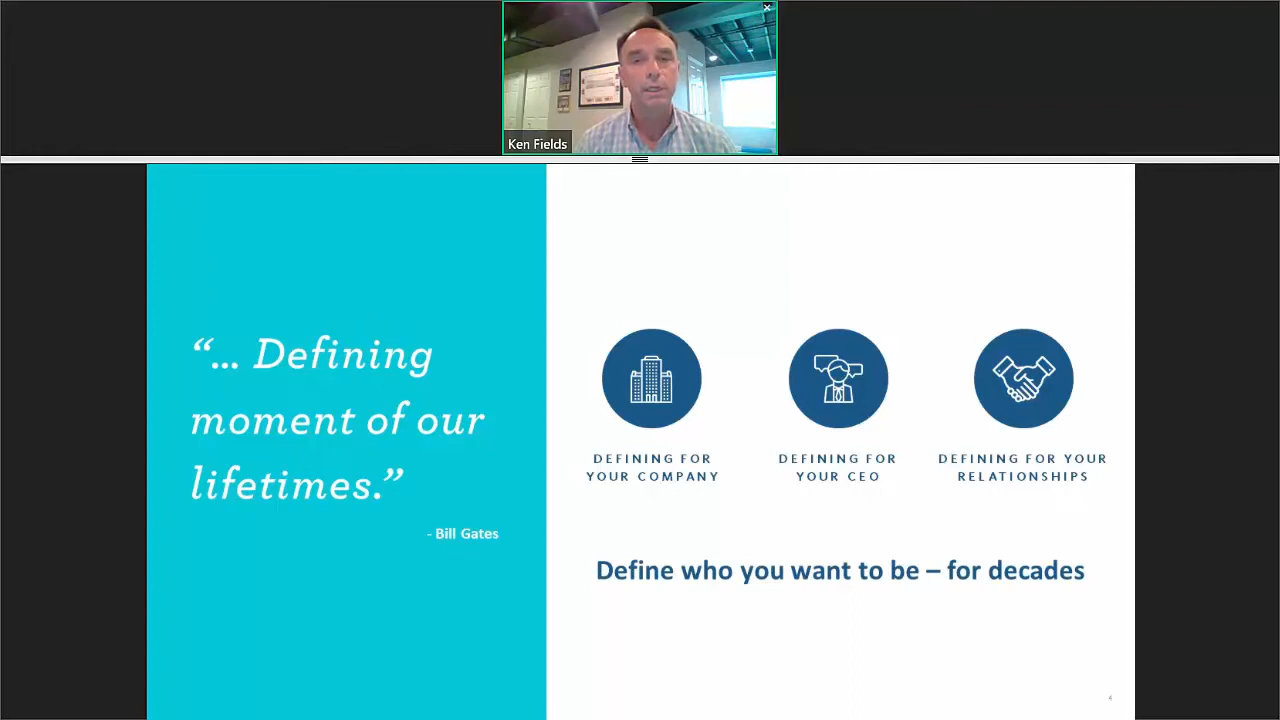 Ken Fields
“... Defining
moment of our
lifetimes.”
- Bill Gates
DEFINING FOR
YOUR COMPANY
DEFINING FOR
YOUR CEO
DEFINING FOR YOUR
RELATIONSHIPS
Define who you want to be – for decades
4